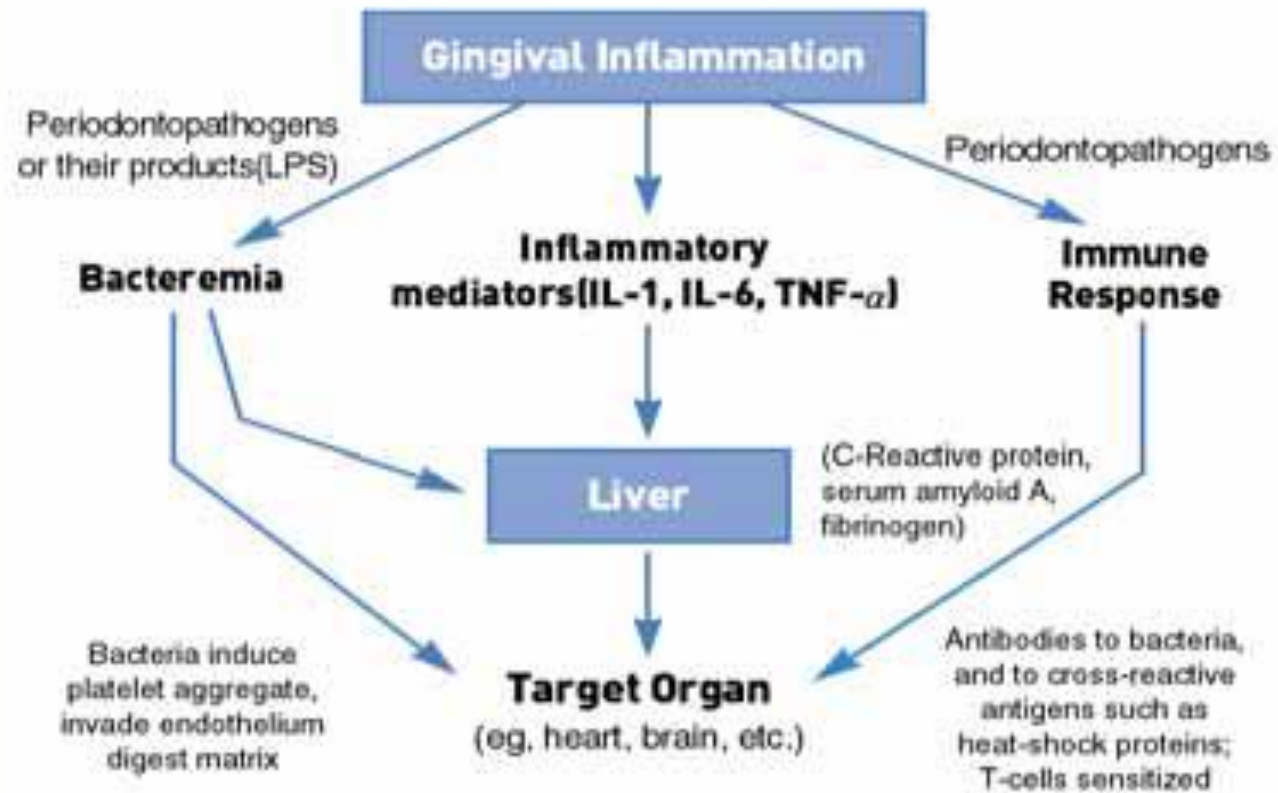 Gingival Inflammation
Periodontopathogens
or their products(LPS)
Periodontopathogens
Bacteremia
Inflammatory
mediators(IL-1, IL-6, TNF-α)
Immune
Response
Liver
(C-Reactive protein,
serum amyloid A,
fibrinogen)
Bacteria induce
platelet aggregate,
invade endothelium
digest matrix
Target Organ
(eg, heart, brain, etc.)
Antibodies to bacteria,
and to cross-reactive
antigens such as
heat-shock proteins;
T-cells sensitized